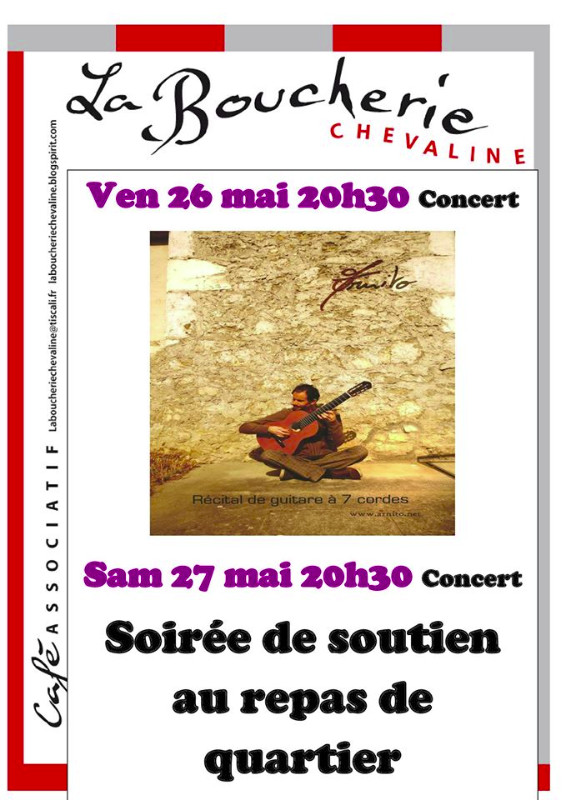 La Boucherie
CHEVALINE
Ven 26 mai 20h30 Concert
Récital de guitare à 7 cordes
Sam 27 mai 20h30 Concert
Soirée de soutien
au repas de
quartier
Café ASSOCIATIF Laboucheriechevaline@tiscali.fr laboucheriechevaline.blogspirit.com